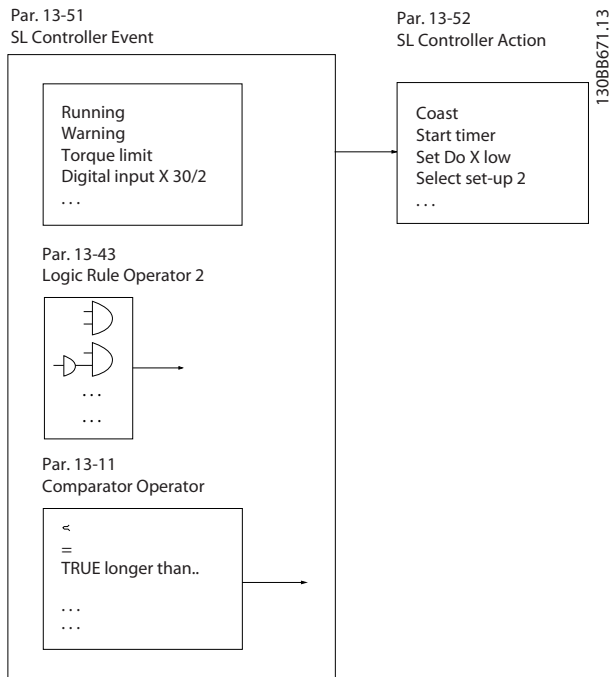 Par. 13-51
SL Controller Event
Par. 13-52
SL Controller Action
130BB671.13
Running
Warning
Torque limit
Digital input X 30/2
. . .
Coast
Start timer
Set Do X low
Select set-up 2
. . .
Par. 13-43
Logic Rule Operator 2
. . .
. . .
Par. 13-11
Comparator Operator
=
TRUE longer than..
. . .
. . .